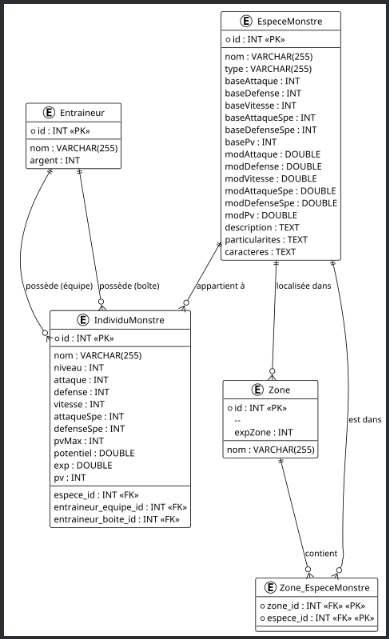 EspeceMonstre
id : INT «PK»
nom : VARCHAR(255)
type : VARCHAR(255)
baseAttaque : INT
baseDefense : INT
baseVitesse : INT
baseAttaqueSpe : INT
baseDefenseSpe : INT
basePv : INT
modAttaque : DOUBLE
modDefense : DOUBLE
modVitesse : DOUBLE
modAttaqueSpe : DOUBLE
modDefenseSpe : DOUBLE
modPv : DOUBLE
description : TEXT
particularites : TEXT
caracteres : TEXT
Entraineur
id : INT «PK»
nom : VARCHAR(255)
argent : INT
possède (équipe)
possède (boîte)
appartient à
localisée dans
IndividuMonstre
id : INT «PK»
nom : VARCHAR(255)
niveau : INT
attaque : INT
defense : INT
vitesse : INT
attaqueSpe : INT
defenseSpe : INT
pvMax : INT
potentiel : DOUBLE
exp : DOUBLE
pv : INT
espece_id : INT «FK»
entraineur_equipe_id : INT «FK»
entraineur_boite_id : INT «FK»
Zone
id : INT «PK»
--
expZone : INT
nom : VARCHAR(255)
est dans
contient
Zone_EspeceMonstre
zone_id : INT «FK» «PK»
espece_id : INT «FK» «PK»